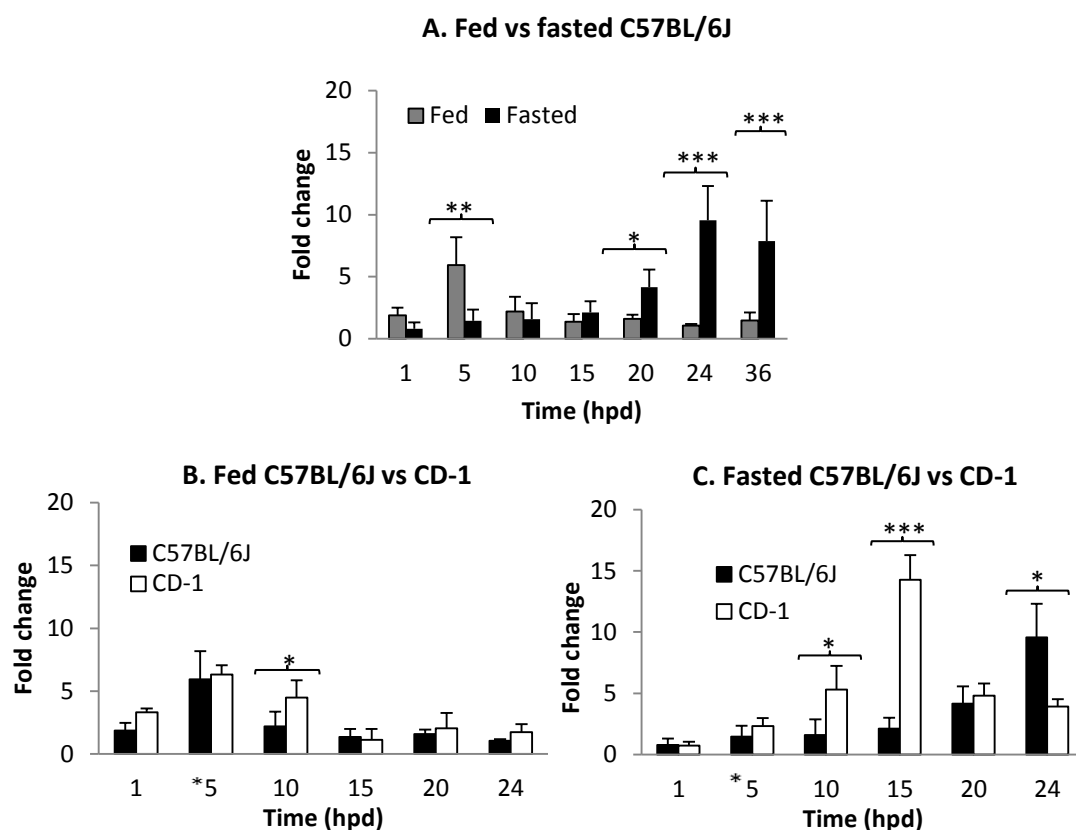 A. Fed vs fasted C57BL/6J
20
15
10
5
0
Fold change
Fed Fasted
**
*
***
***
1 5 10 15 20 24 36
Time (hpd)
B. Fed C57BL/6J vs CD-1
20
15
10
5
0
Fold change
C57BL/6J
CD-1
*
1 *5 10 15 20 24
Time (hpd)
C. Fasted C57BL/6J vs CD-1
20
15
10
5
0
Fold change
C57BL/6J
CD-1
*
***
*
1 *5 10 15 20 24
Time (hpd)